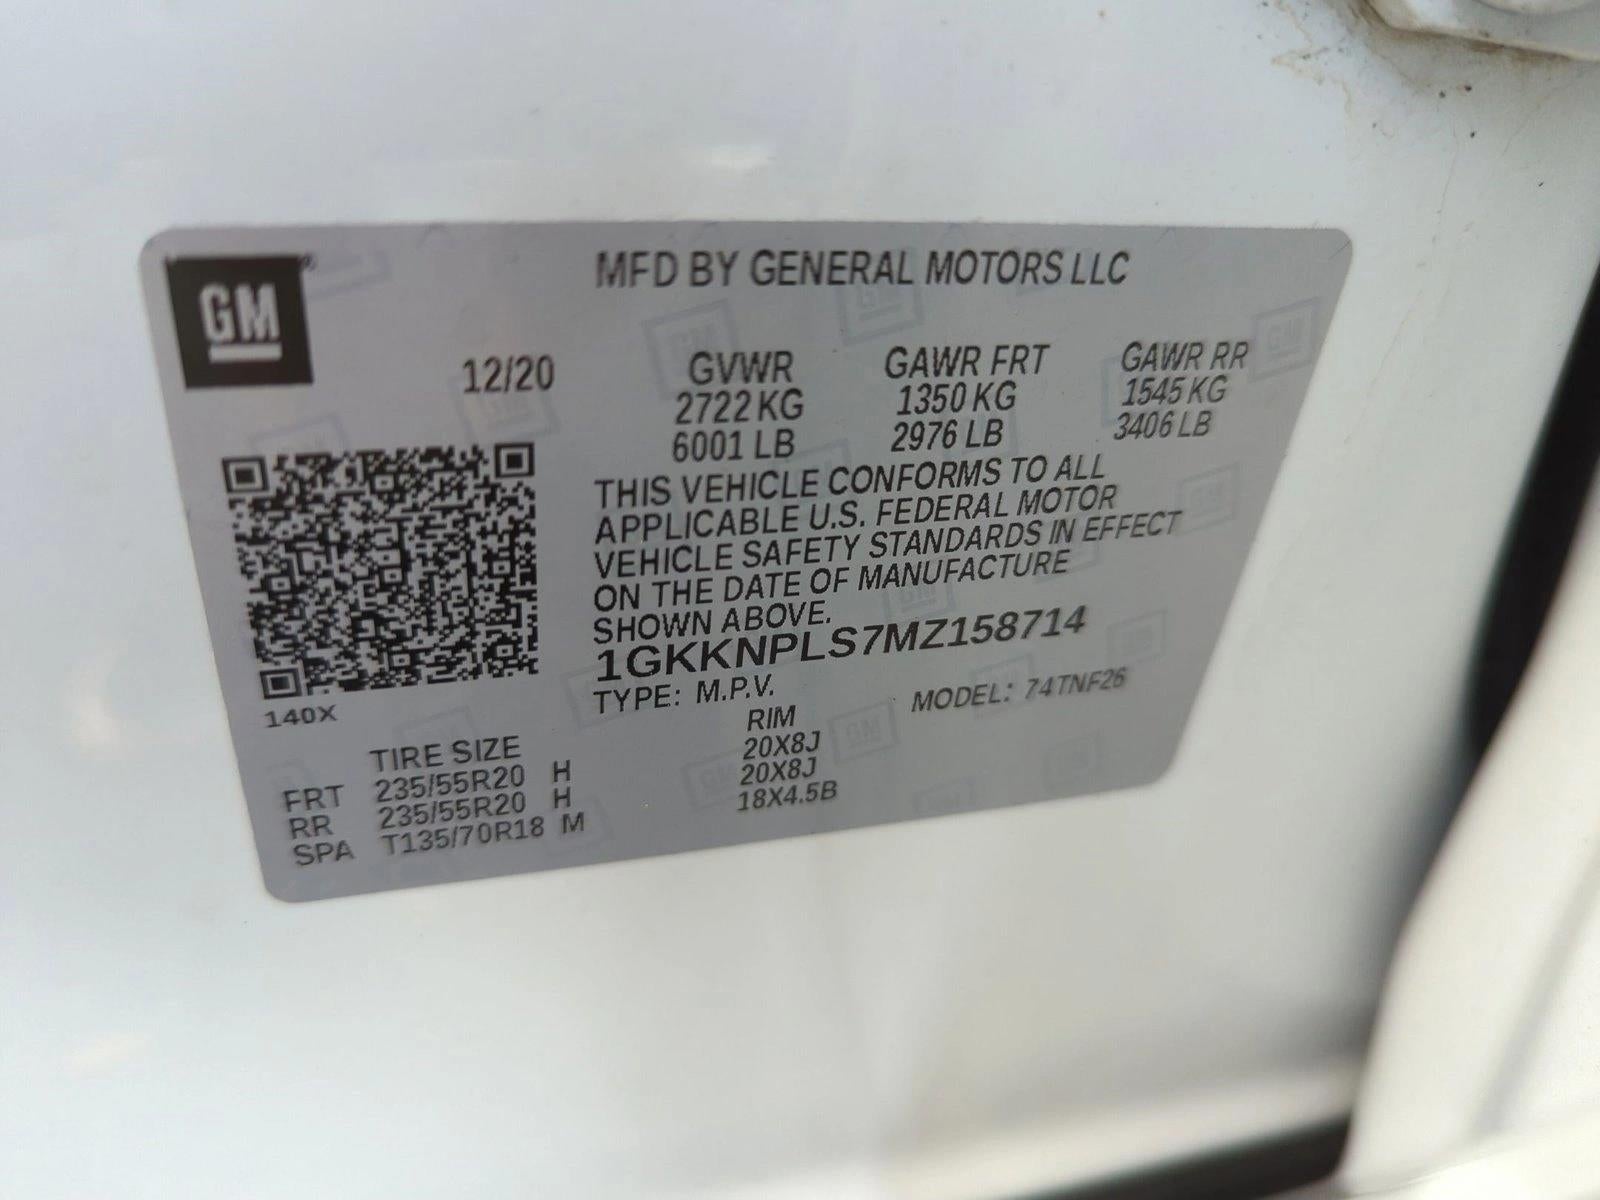 GM
MFD BY GENERAL MOTORS LLC
12/20
GVWR GAWR FRT GAWR RR
2722 KG 1350 KG 1545 KG
6001 LB 2976 LB 3406 LB
THIS VEHICLE CONFORMS TO ALL
APPLICABLE U.S. FEDERAL MOTOR
VEHICLE SAFETY STANDARDS IN EFFECT
ON THE DATE OF MANUFACTURE
SHOWN ABOVE.
1GKKNPLS7MZ158714
TYPE: M.P.V. MODEL: 74TNF26
140X
TIRE SIZE RIM
FRT 235/55R20 H 20X8J
RR 235/55R20 H 20X8J
SPA T135/70R18 M 18X4.5B